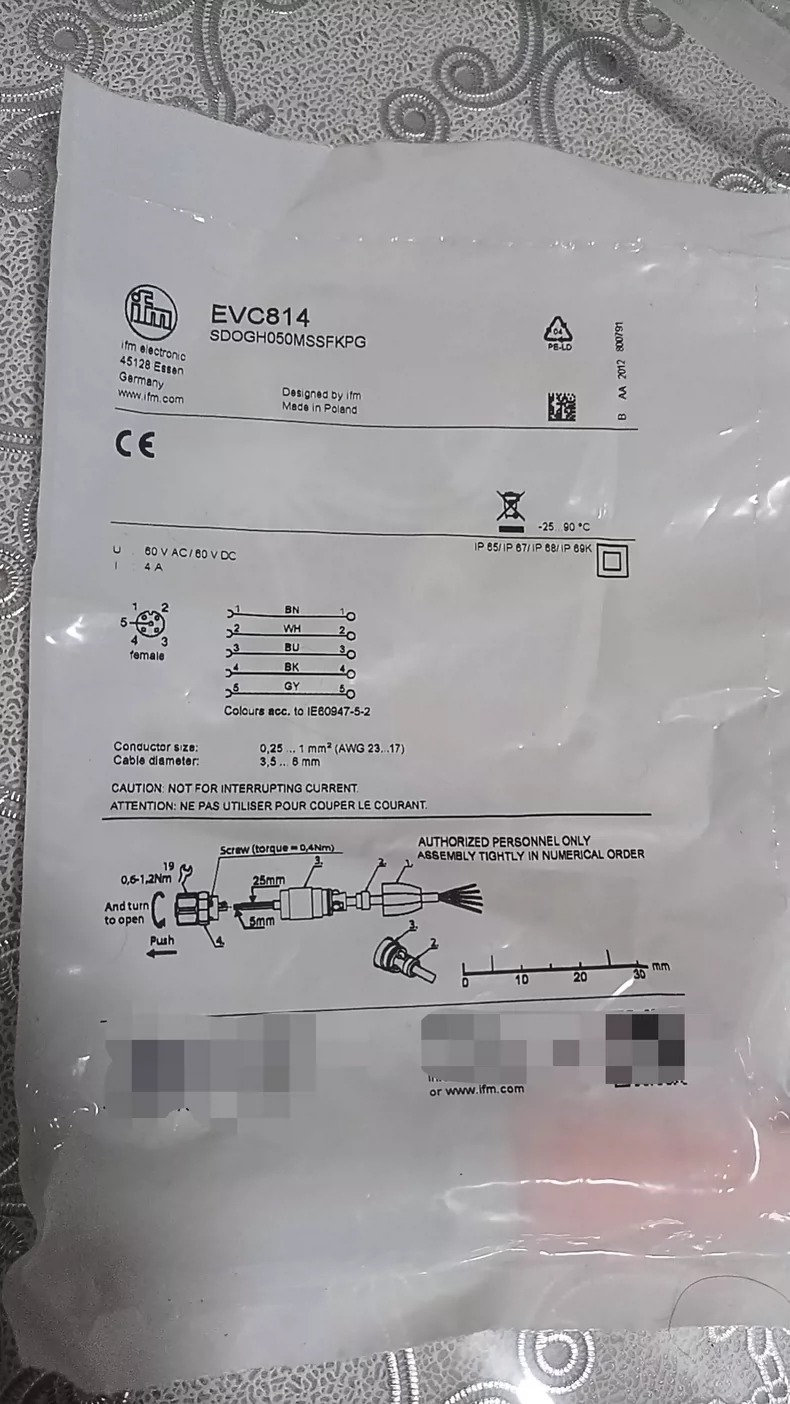 ifm
EVC814
SDOGH050MSSFKPG
ifm electronic
45128 Essen
Germany
www.ifm.com
Designed by ifm
Made in Poland
04
PE-LD
B AA 2012 800791
CE
-25...90 °C
U 60 V AC/60 V DC
I 4 A
IP 65/IP 67/IP 68/IP 69K
1 2
5
4 3
female
1 BN 1
2 WH 2
3 BU 3
4 BK 4
5 GY 5
Colours acc. to IE60947-5-2
Conductor size: 0,25 ... 1 mm² (AWG 23...17)
Cable diameter: 3,5 ... 6 mm
CAUTION: NOT FOR INTERRUPTING CURRENT.
ATTENTION: NE PAS UTILISER POUR COUPER LE COURANT.
AUTHORIZED PERSONNEL ONLY
ASSEMBLY TIGHTLY IN NUMERICAL ORDER
Screw (torque = 0,4Nm)
19
0,6-1,2Nm
3. 2. 1.
25mm
And turn
to open
5mm
Push
4.
3.
2.
0 10 20 30 mm
or www.ifm.com